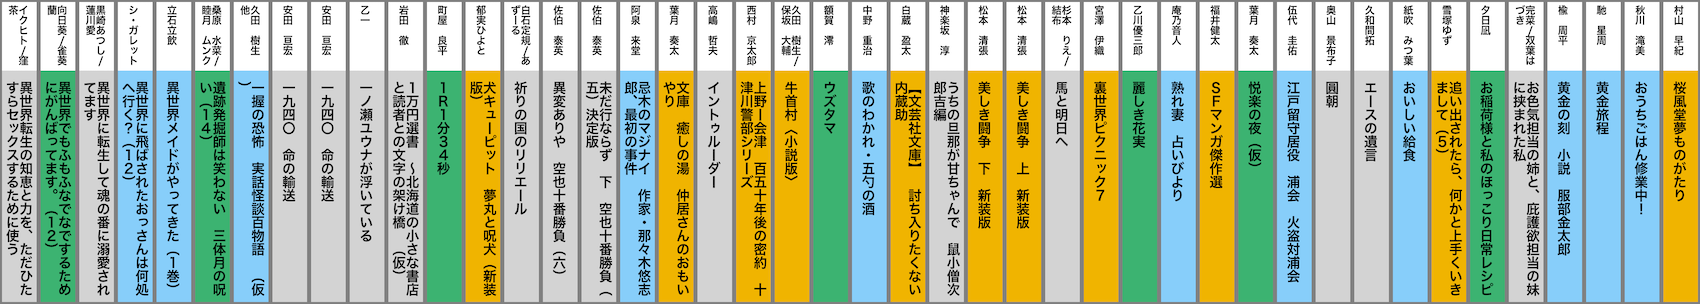 村山　早紀
桜風堂夢ものがたり
秋川　滝美
おうちごはん修業中！
馳　星周
黄金旅程
楡　周平
黄金の刻　小説　服部金太郎
完菜/双葉は
づき
お色気担当の姉と、庇護欲担当の妹
に挟まれた私
夕日凪
お稲荷様と私のほっこり日常レシピ
雪塚ゆず
追い出されたら、何かと上手くいき
まして（５）
紙吹　みつ葉
おいしい給食
久和間拓
エースの遺言
奥山　景布子
圓朝
伍代　圭佑
江戸留守居役　浦会　火盗対浦会
葉月　奏太
悦楽の夜（仮）
福井健太
ＳＦマンガ傑作選
庵乃音人
熟れ妻　占いびより
乙川優三郎
麗しき花実
宮澤　伊織
裏世界ピクニック７
杉本　りえ/
結布
馬と明日へ
松本　清張
美しき闘争　上　新装版
松本　清張
美しき闘争　下　新装版
神楽坂　淳
うちの旦那が甘ちゃんで　鼠小僧次
郎吉編
白蔵　盈太
【文芸社文庫】　討ち入りたくない
内蔵助
中野　重治
歌のわかれ・五勺の酒
額賀　澪
ウズタマ
久田　樹生/
保坂　大輔
牛首村〈小説版〉
西村　京太郎
上野ー会津　百五十年後の密約　十
津川警部シリーズ
高嶋　哲夫
イントゥルーダー
葉月　奏太
文庫　癒しの湯　仲居さんのおもい
やり
阿泉　来堂
忌木のマジナイ　作家・那々木悠志
郎、最初の事件
佐伯　泰英
未だ行ならず　下　空也十番勝負（
五）決定版
佐伯　泰英
異変ありや　空也十番勝負（六）
白石定規/あ
ずーる
祈りの国のリリエール
郁実ひよと
犬キューピット　夢丸と呪犬（新装
版）
町屋　良平
１Ｒ１分３４秒
岩田　徹
１万円選書　～北海道の小さな書店
と読者との文字の架け橋　（仮）
乙一
一ノ瀬ユウナが浮いている
安田　亘宏
一九四〇　命の輸送
安田　亘宏
一九四〇　命の輸送
久田　樹生
他
一握の恐怖　実話怪談百物語　（仮
）
桑原　水菜/
睦月　ムンク
遺跡発掘師は笑わない　三体月の呪
い（１４）
立石立飲
異世界メイドがやってきた（１巻）
シ・ガレット
異世界に飛ばされたおっさんは何処
へ行く？（１２）
黒崎あつし/
蓮川愛
異世界に転生して魂の番に溺愛され
てます
向日葵/雀葵
蘭
異世界でもふもふなでなでするため
にがんばってます。（１２）
イクヒト/窪
茶
異世界転生の知恵と力を、ただひた
すらセックスするために使う